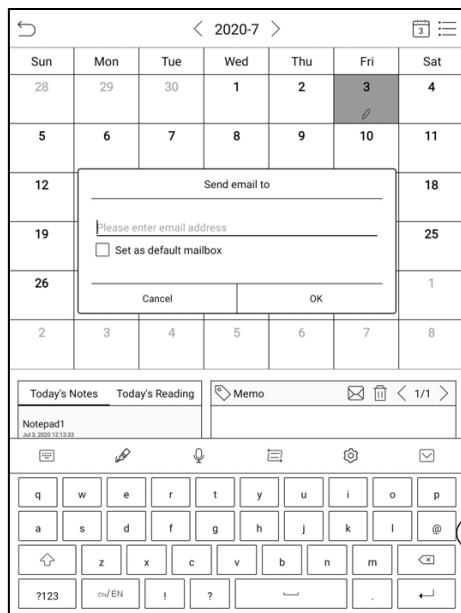 2020-7 3
Sun Mon Tue Wed Thu Fri Sat
28 29 30 1 2 3 4
5 6 7 8 9 10 11
12 18
Send email to
Please enter email address
19 25
Set as default mailbox
26 1
Cancel OK
2 3 4 5 6 7 8
Today's Notes Today's Reading Memo 1/1
Notepad1
Jul 3, 2020 12:13:33
q w e r t y u i o p
a s d f g h j k l @
z x c v b n m
?123 CN/EN ! ? .